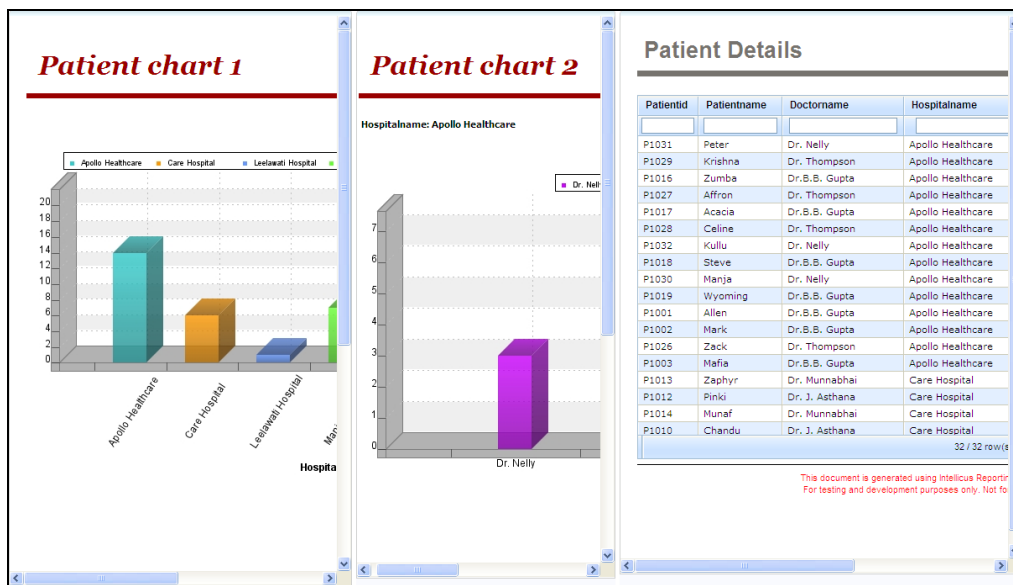 Patient chart 1
Apollo Healthcare Care Hospital Leelawati Hospital
20
18
16
14
12
10
8
6
4
2
0
Apollo Healthcare
Care Hospital
Leelawati Hospital
Hospita
Patient chart 2
Hospitalname: Apollo Healthcare
Dr. Nelly
7
6
5
4
3
2
1
0
Dr. Nelly
Patient Details
Patientid Patientname Doctorname Hospitalname
P1031 Peter Dr. Nelly Apollo Healthcare
P1029 Krishna Dr. Thompson Apollo Healthcare
P1016 Zumba Dr.B.B. Gupta Apollo Healthcare
P1027 Affron Dr. Thompson Apollo Healthcare
P1017 Acacia Dr.B.B. Gupta Apollo Healthcare
P1028 Celine Dr. Thompson Apollo Healthcare
P1032 Kullu Dr. Nelly Apollo Healthcare
P1018 Steve Dr.B.B. Gupta Apollo Healthcare
P1030 Manja Dr. Nelly Apollo Healthcare
P1019 Wyoming Dr.B.B. Gupta Apollo Healthcare
P1001 Allen Dr.B.B. Gupta Apollo Healthcare
P1002 Mark Dr.B.B. Gupta Apollo Healthcare
P1026 Zack Dr. Thompson Apollo Healthcare
P1003 Mafia Dr.B.B. Gupta Apollo Healthcare
P1013 Zaphyr Dr. Munnabhai Care Hospital
P1012 Pinki Dr. J. Asthana Care Hospital
P1014 Munaf Dr. Munnabhai Care Hospital
P1010 Chandu Dr. J. Asthana Care Hospital
32 / 32 row(s
This document is generated using Intellicus Reportin
For testing and development purposes only. Not fo